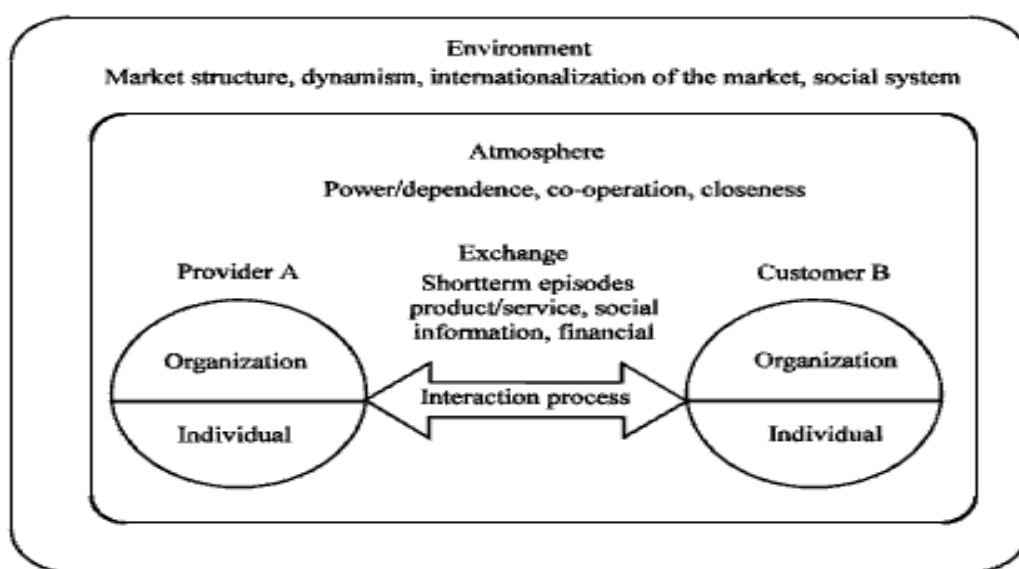 Environment
Market structure, dynamism, internationalization of the market, social system
Atmosphere
Power/dependence, co-operation, closeness
Exchange
Shortterm episodes
product/service, social
information, financial
Provider A
Customer B
Organization
Individual
Interaction process
Organization
Individual